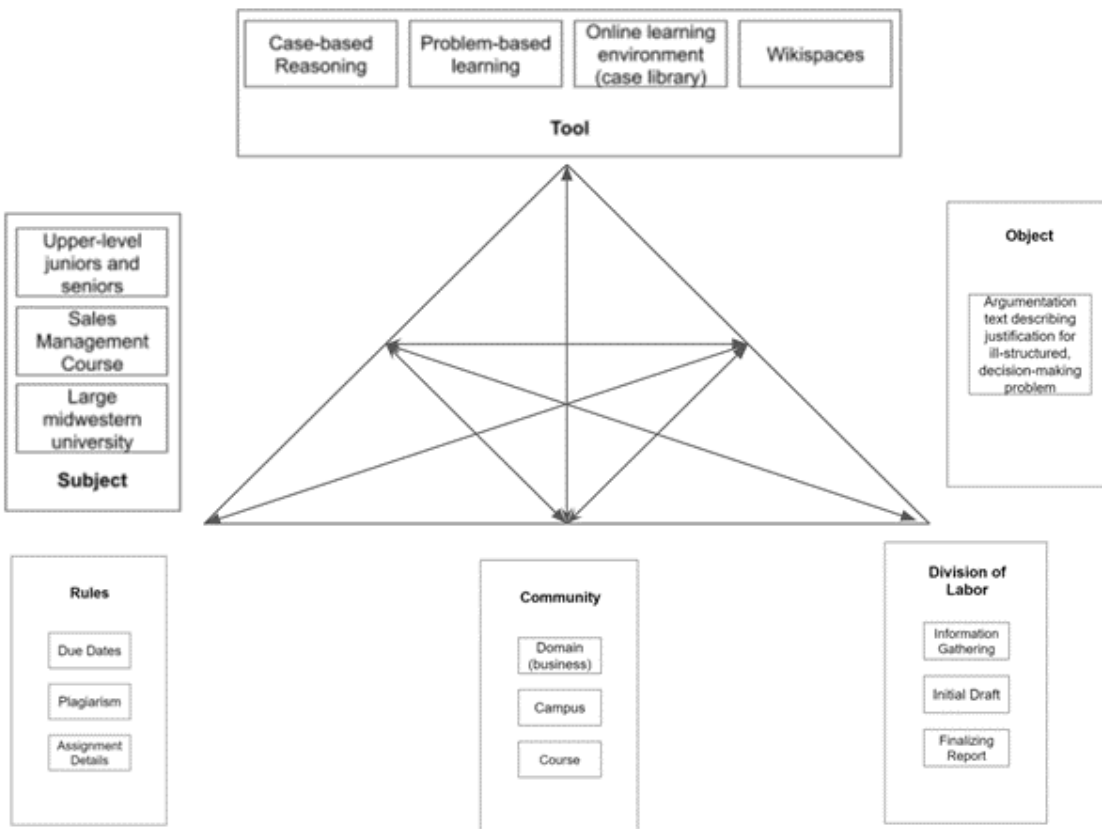 Case-based
Reasoning
Problem-based
learning
Online learning
environment
(case library)
Wikispaces
Tool
Upper-level
juniors and
seniors
Sales
Management
Course
Large
midwestern
university
Subject
Object
Argumentation
text describing
justification for
ill-structured,
decision-making
problem
Rules
Due Dates
Plagiarism
Assignment
Details
Community
Domain
(business)
Campus
Course
Division of
Labor
Information
Gathering
Initial Draft
Finalizing
Report